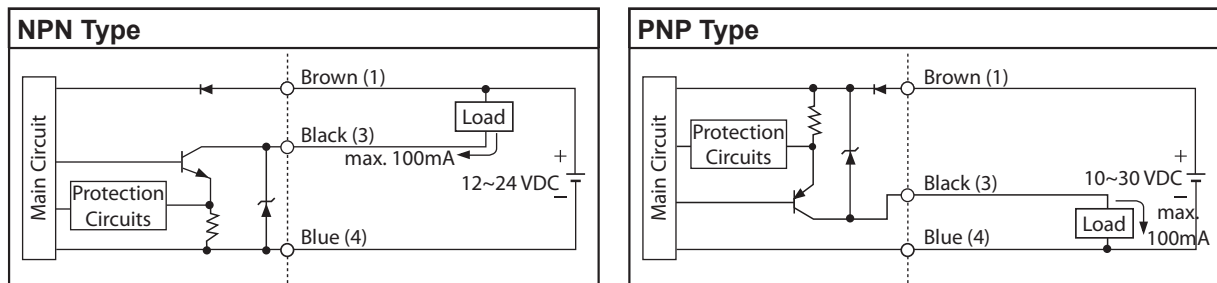 NPN Type
Main Circuit
Protection
Circuits
Brown (1)
Load
Black (3)
max. 100mA
+
12~24 VDC
−
Blue (4)
PNP Type
Main Circuit
Protection
Circuits
Brown (1)
+
10~30 VDC
−
Black (3)
Load
max.
100mA
Blue (4)